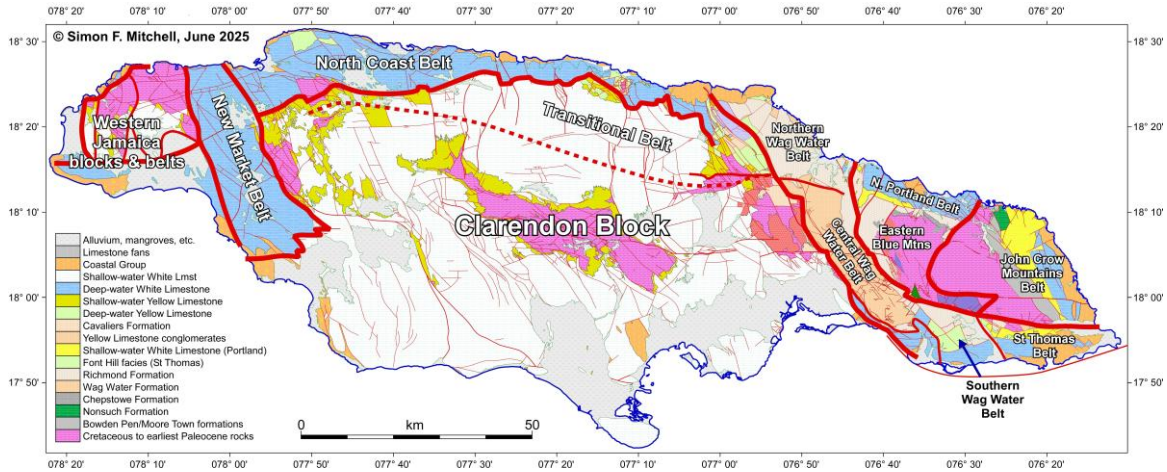 078° 20'
078° 10'
078° 00'
077° 50'
077° 40'
077° 30'
077° 20'
077° 10'
077° 00'
076° 50'
076° 40'
076° 30'
076° 20'
18° 30'
© Simon F. Mitchell, June 2025
18° 30'
North Coast Belt
18° 20'
Western
Jamaica
blocks & belts
New Market Belt
Transitional Belt
Northern
Wag Water
Belt
18° 20'
18° 10'
Clarendon Block
N. Portland Belt
Eastern
Blue Mtns
Central Wag
Water Belt
John Crow
Mountains
Belt
18° 10'
18° 00'
18° 00'
St Thomas
Belt
17° 50'
17° 50'
Southern
Wag Water
Belt
Alluvium, mangroves, etc.
Limestone fans
Coastal Group
Shallow-water White Lmst
Deep-water White Limestone
Shallow-water Yellow Limestone
Deep-water Yellow Limestone
Cavaliers Formation
Yellow Limestone conglomerates
Shallow-water White Limestone (Portland)
Font Hill facies (St Thomas)
Richmond Formation
Wag Water Formation
Chepstowe Formation
Nonsuch Formation
Bowden Pen/Moore Town formations
Cretaceous to earliest Paleocene rocks
0
km
50
078° 20'
078° 10'
078° 00'
077° 50'
077° 40'
077° 30'
077° 20'
077° 10'
077° 00'
076° 50'
076° 40'
076° 30'
076° 20'